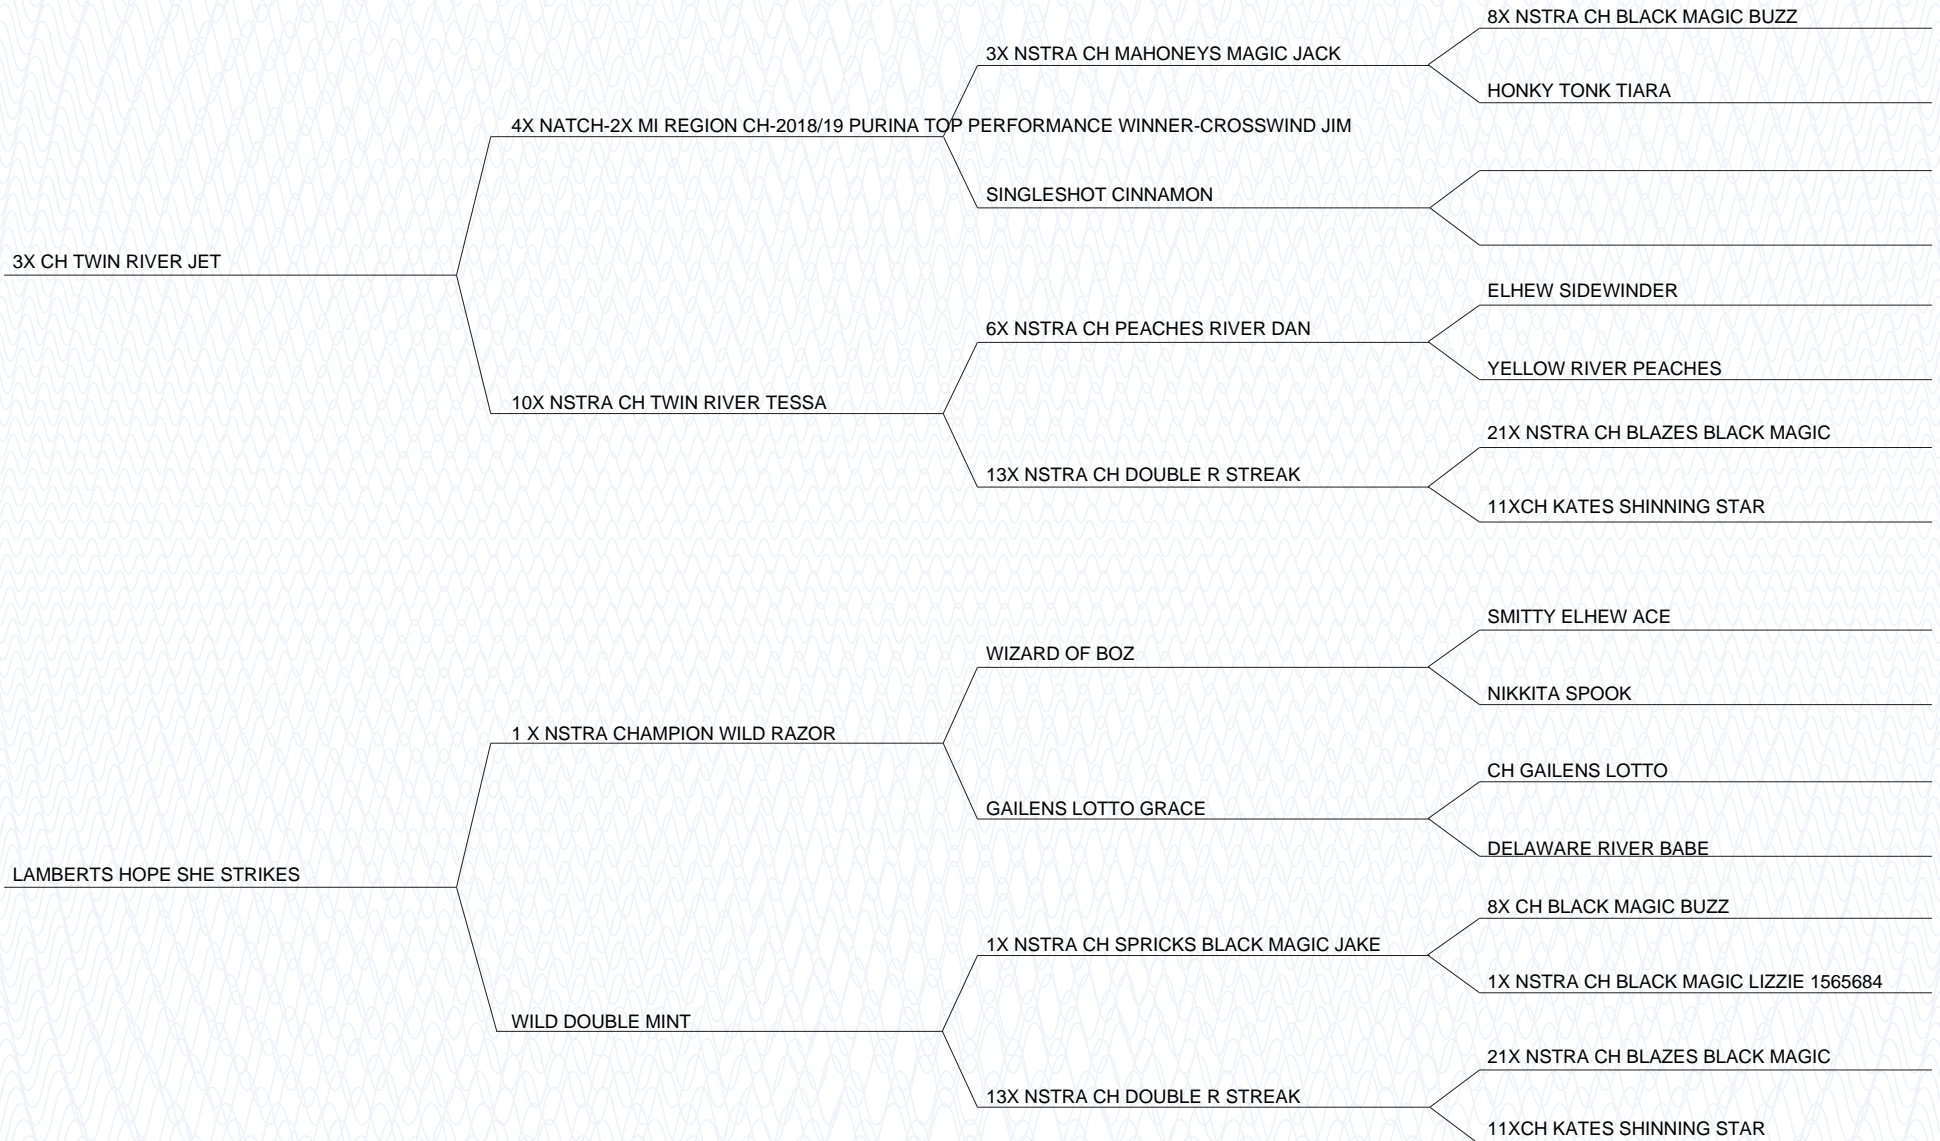 8X NSTRA CH BLACK MAGIC BUZZ
3X NSTRA CH MAHONEYS MAGIC JACK
HONKY TONK TIARA
4X NATCH-2X MI REGION CH-2018/19 PURINA TOP PERFORMANCE WINNER-CROSSWIND JIM
SINGLESHOT CINNAMON
3X CH TWIN RIVER JET
ELHEW SIDEWINDER
6X NSTRA CH PEACHES RIVER DAN
YELLOW RIVER PEACHES
10X NSTRA CH TWIN RIVER TESSA
21X NSTRA CH BLAZES BLACK MAGIC
13X NSTRA CH DOUBLE R STREAK
11XCH KATES SHINNING STAR
SMITTY ELHEW ACE
WIZARD OF BOZ
NIKKITA SPOOK
1 X NSTRA CHAMPION WILD RAZOR
CH GAILENS LOTTO
GAILENS LOTTO GRACE
DELAWARE RIVER BABE
LAMBERTS HOPE SHE STRIKES
8X CH BLACK MAGIC BUZZ
1X NSTRA CH SPRICKS BLACK MAGIC JAKE
1X NSTRA CH BLACK MAGIC LIZZIE 1565684
WILD DOUBLE MINT
21X NSTRA CH BLAZES BLACK MAGIC
13X NSTRA CH DOUBLE R STREAK
11XCH KATES SHINNING STAR